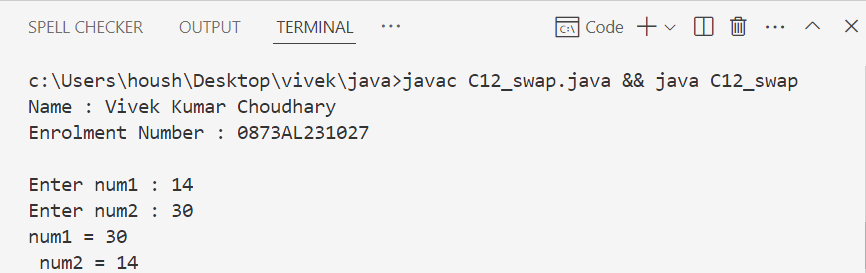 SPELL CHECKER OUTPUT TERMINAL ··· C:\ Code ···
c:\Users\housh\Desktop\vivek\java>javac C12_swap.java && java C12_swap
Name : Vivek Kumar Choudhary
Enrolment Number : 0873AL231027
Enter num1 : 14
Enter num2 : 30
num1 = 30
 num2 = 14